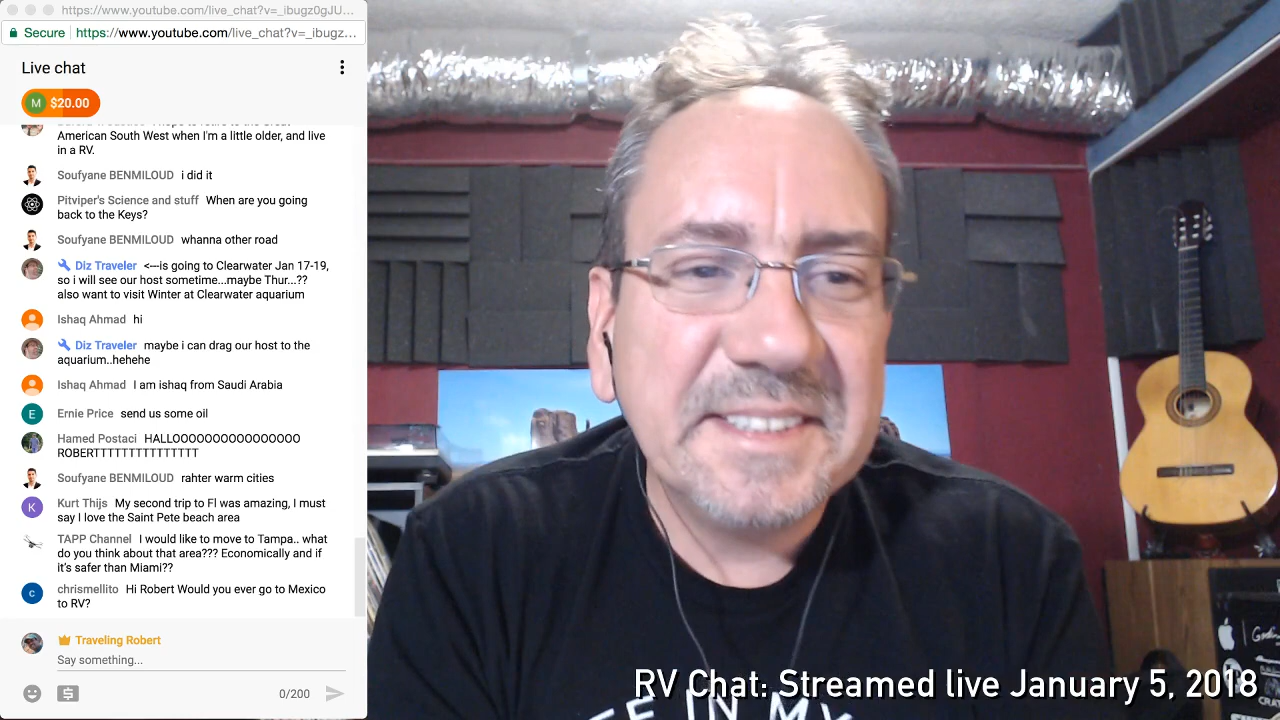 https://www.youtube.com/live_chat?v=_ibugz0gJU...
Secure https://www.youtube.com/live_chat?v=_ibugz...
Live chat
M $20.00
American South West when I'm a little older, and live
in a RV.
Soufyane BENMILOUD i did it
Pitviper's Science and stuff When are you going
back to the Keys?
Soufyane BENMILOUD whanna other road
Diz Traveler <---is going to Clearwater Jan 17-19,
so i will see our host sometime...maybe Thur...??
also want to visit Winter at Clearwater aquarium
Ishaq Ahmad hi
Diz Traveler maybe i can drag our host to the
aquarium..hehehe
Ishaq Ahmad I am ishaq from Saudi Arabia
E Ernie Price send us some oil
Hamed Postaci HALLOOOOOOOOOOOOOOOO
ROBERTTTTTTTTTTTTTTT
Soufyane BENMILOUD rahter warm cities
K Kurt Thijs My second trip to Fl was amazing, I must
say I love the Saint Pete beach area
TAPP Channel I would like to move to Tampa.. what
do you think about that area??? Economically and if
it's safer than Miami??
c chrismellito Hi Robert Would you ever go to Mexico
to RV?
Traveling Robert
Say something...
0/200
IN MY
RV Chat: Streamed live January 5, 2018